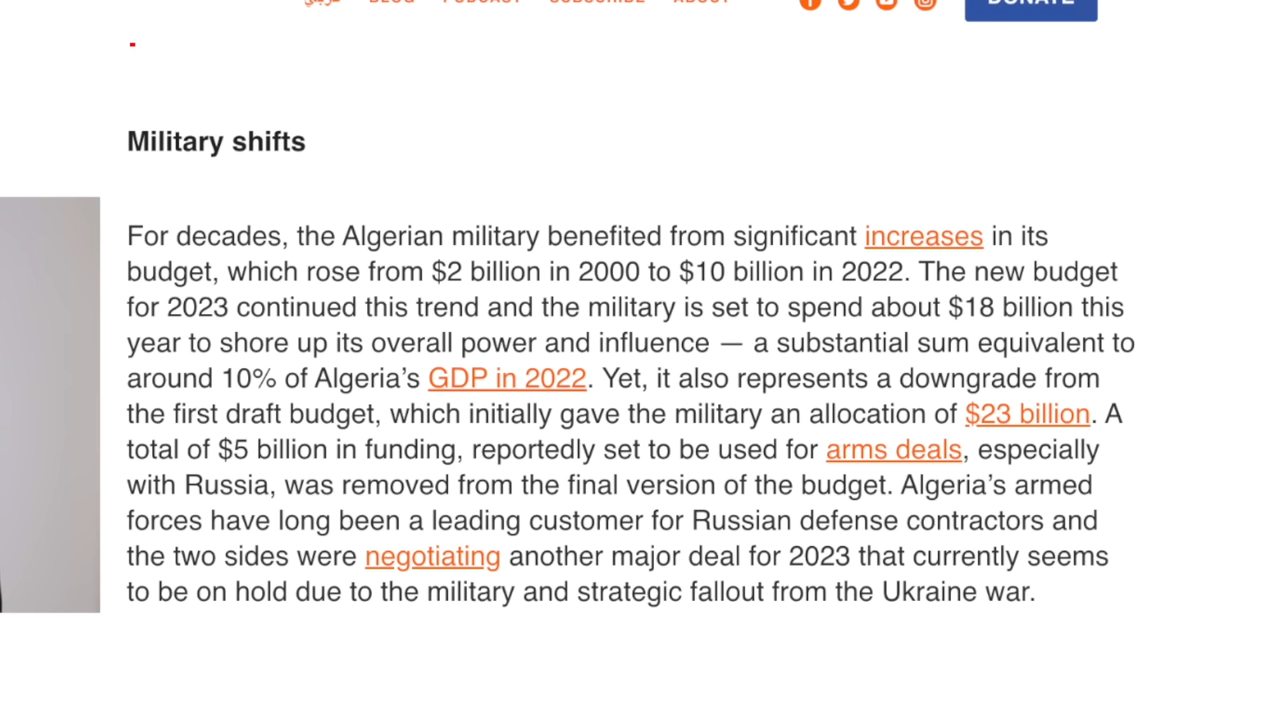 عربي BLOG PODCAST SUBSCRIBE ABOUT DONATE
Military shifts
For decades, the Algerian military benefited from significant increases in its
budget, which rose from $2 billion in 2000 to $10 billion in 2022. The new budget
for 2023 continued this trend and the military is set to spend about $18 billion this
year to shore up its overall power and influence — a substantial sum equivalent to
around 10% of Algeria’s GDP in 2022. Yet, it also represents a downgrade from
the first draft budget, which initially gave the military an allocation of $23 billion. A
total of $5 billion in funding, reportedly set to be used for arms deals, especially
with Russia, was removed from the final version of the budget. Algeria’s armed
forces have long been a leading customer for Russian defense contractors and
the two sides were negotiating another major deal for 2023 that currently seems
to be on hold due to the military and strategic fallout from the Ukraine war.